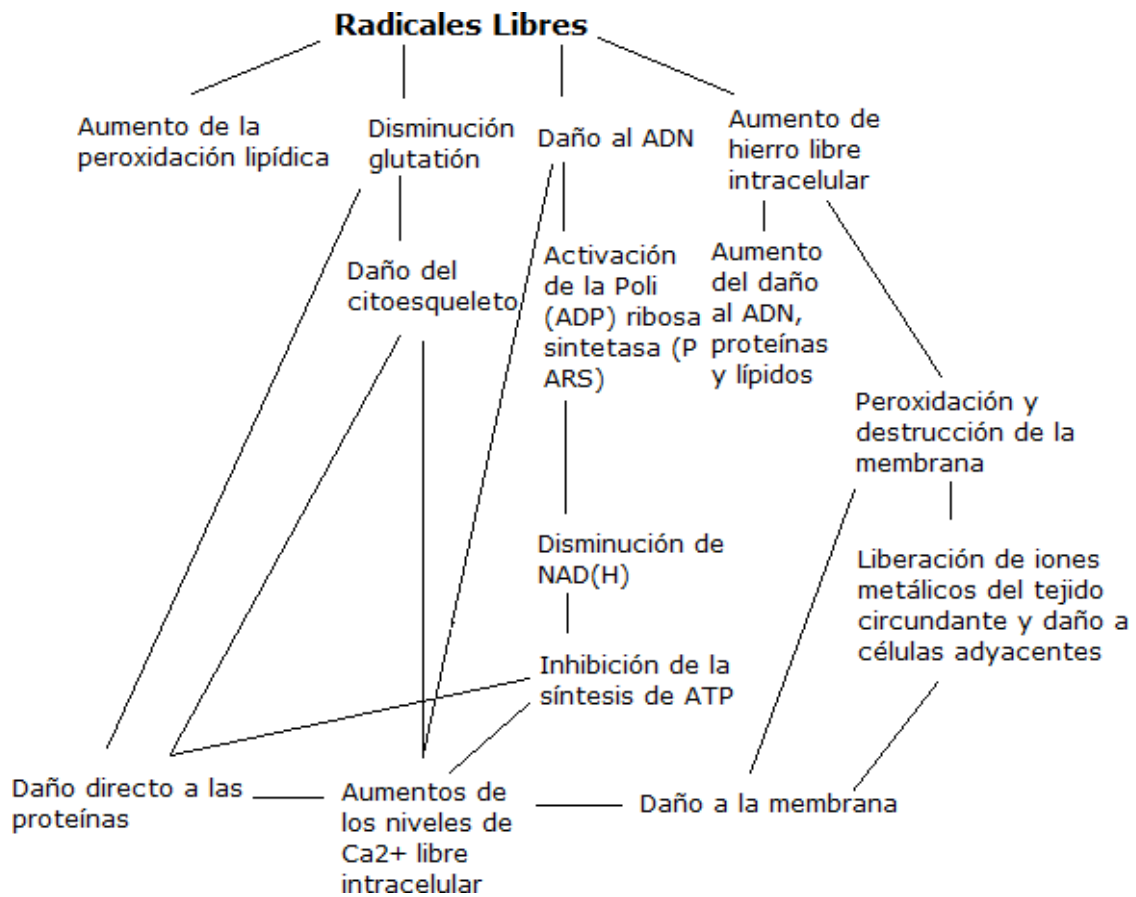 Radicales Libres
Aumento de la
peroxidación lipídica
Disminución
glutatión
Daño al ADN
Aumento de
hierro libre
intracelular
Daño del
citoesqueleto
Activación
de la Poli
(ADP) ribosa
sintetasa (P
ARS)
Aumento
del daño
al ADN,
proteínas
y lípidos
Peroxidación y
destrucción de la
membrana
Disminución de
NAD(H)
Liberación de iones
metálicos del tejido
circundante y daño a
células adyacentes
Inhibición de la
síntesis de ATP
Daño directo a las
proteínas
Aumentos de
los niveles de
Ca2+ libre
intracelular
Daño a la membrana